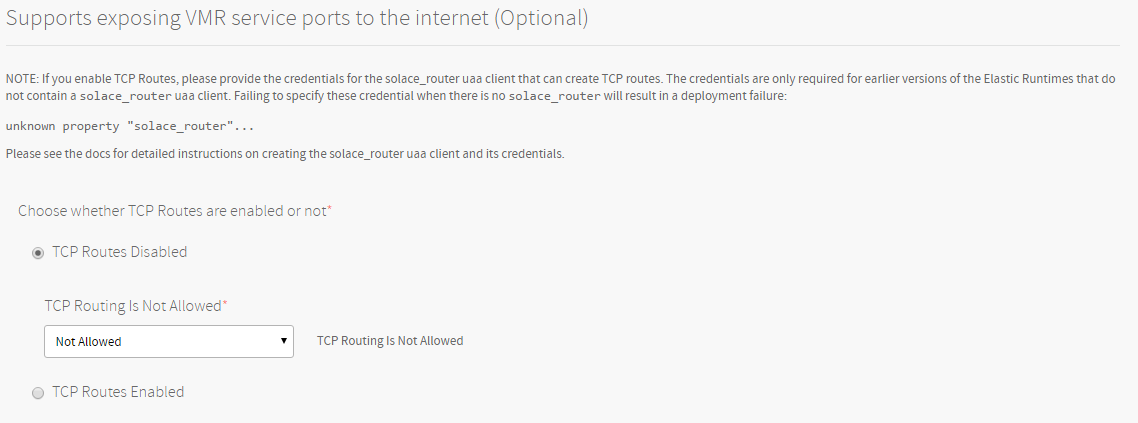 Supports exposing VMR service ports to the internet (Optional)
NOTE: If you enable TCP Routes, please provide the credentials for the solace_router uaa client that can create TCP routes. The credentials are only required for earlier versions of the Elastic Runtimes that do
not contain a solace_router uaa client. Failing to specify these credential when there is no solace_router will result in a deployment failure:
unknown property "solace_router"...
Please see the docs for detailed instructions on creating the solace_router uaa client and its credentials.
Choose whether TCP Routes are enabled or not*
TCP Routes Disabled
TCP Routing Is Not Allowed*
Not Allowed TCP Routing Is Not Allowed
TCP Routes Enabled